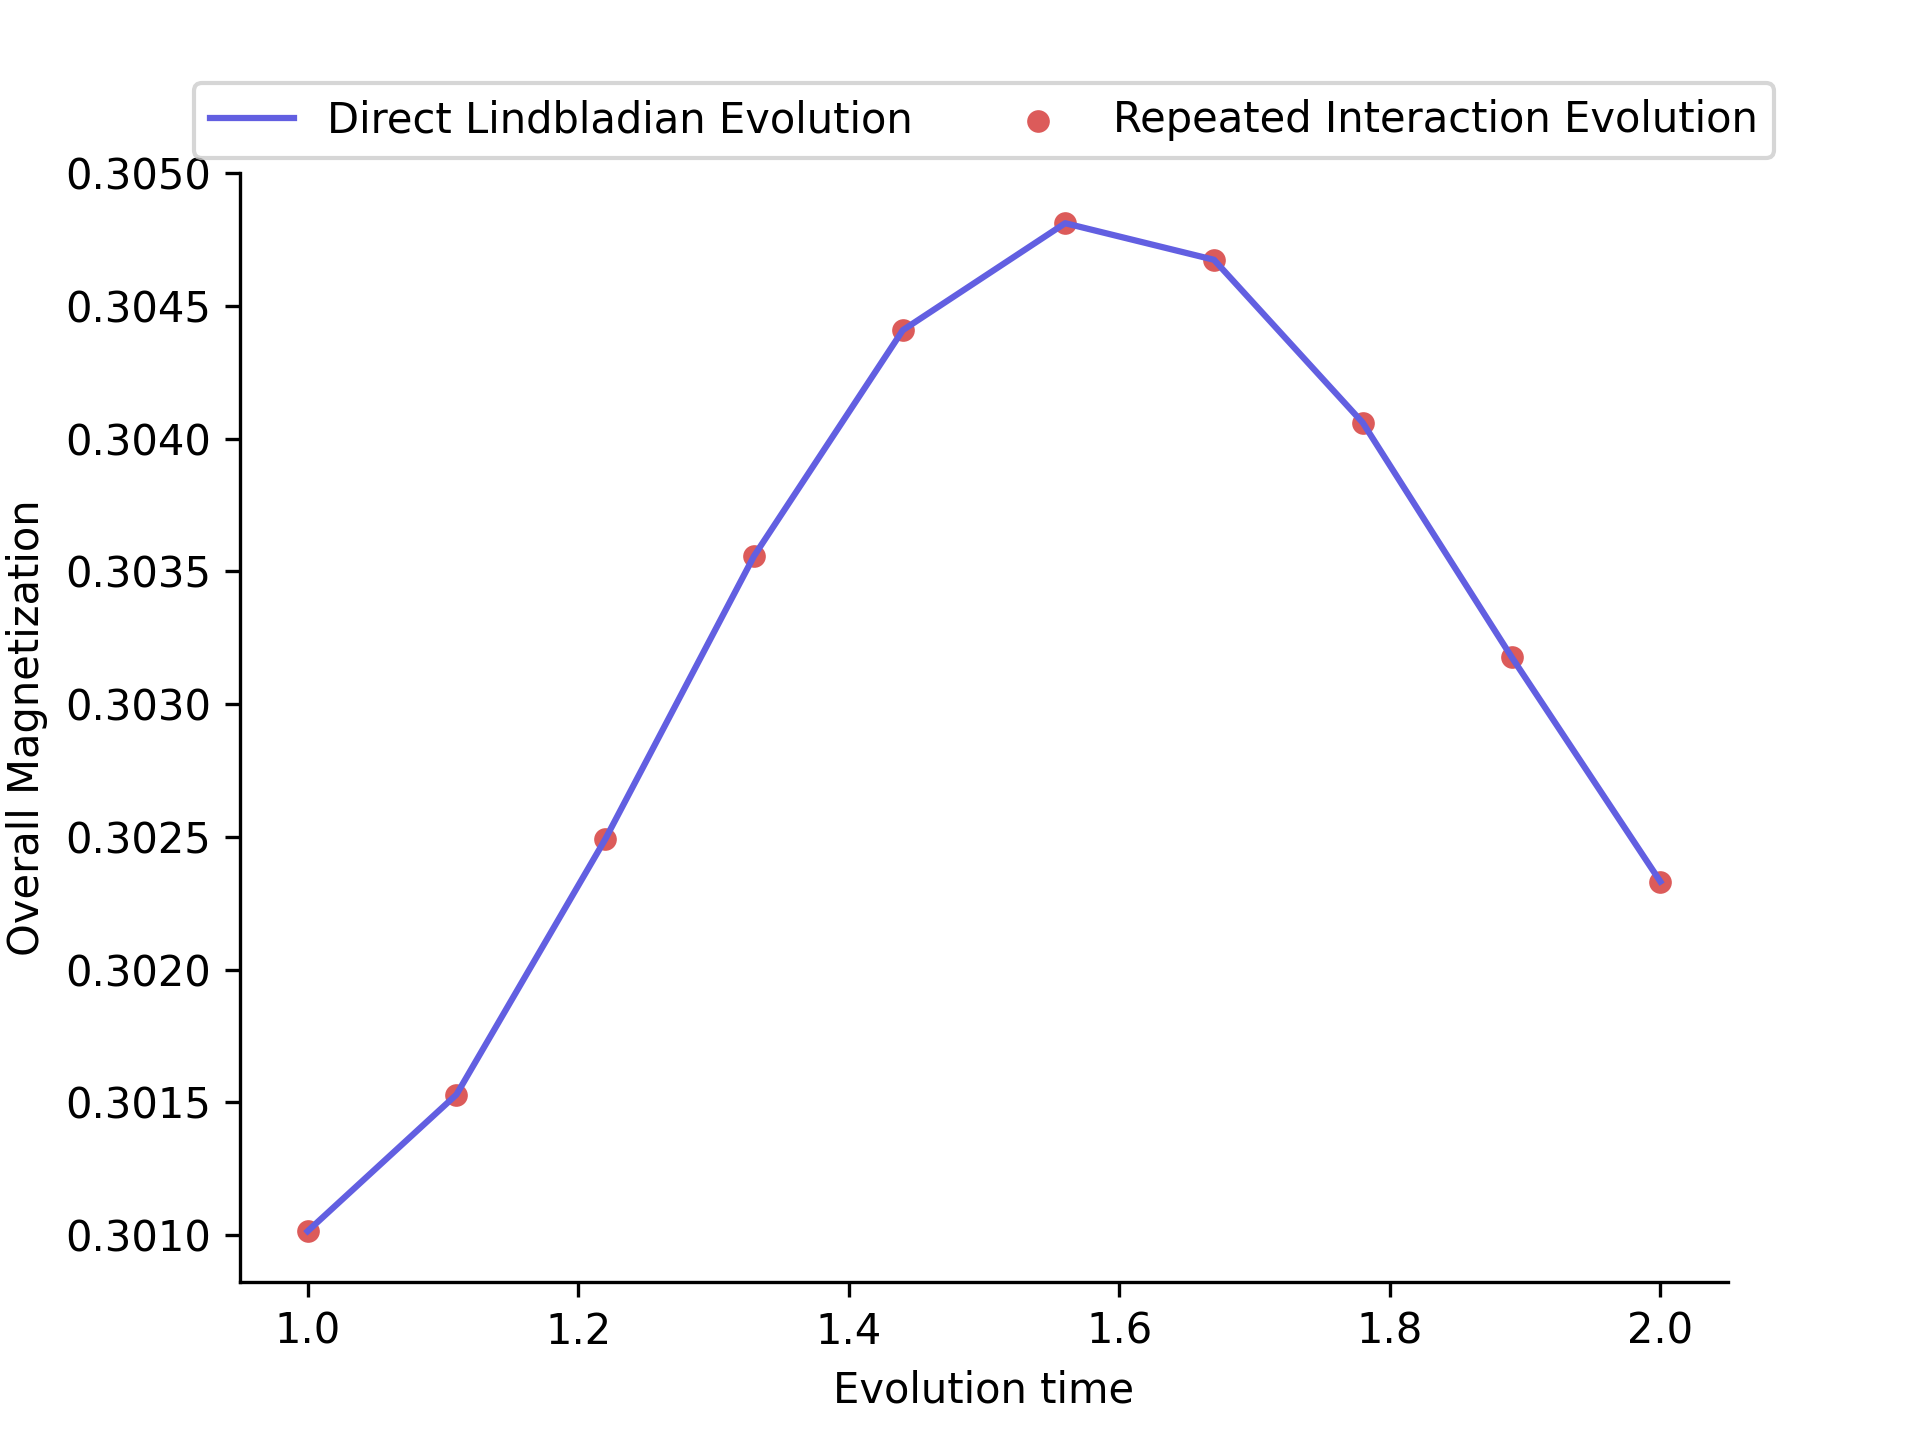 Direct Lindbladian Evolution
Repeated Interaction Evolution
0.3050
0.3045
0.3040
0.3035
0.3030
0.3025
0.3020
0.3015
0.3010
Overall Magnetization
1.0 1.2 1.4 1.6 1.8 2.0
Evolution time